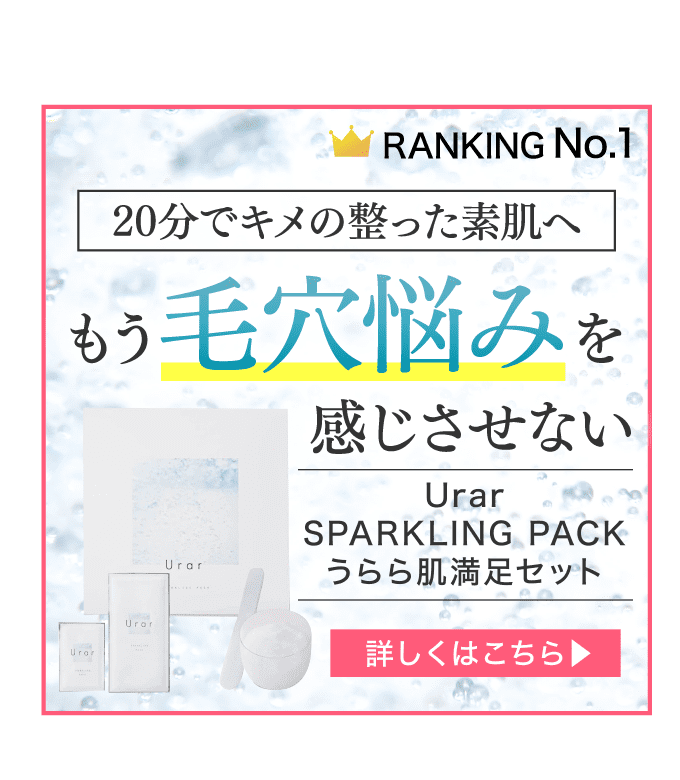 RANKING No.1
20分でキメの整った素肌へ
もう毛穴悩みを
感じさせない
Urar
SPARKLING PACK
うらら肌満足セット
詳しくはこちら▶
Urar
Urar
Urar